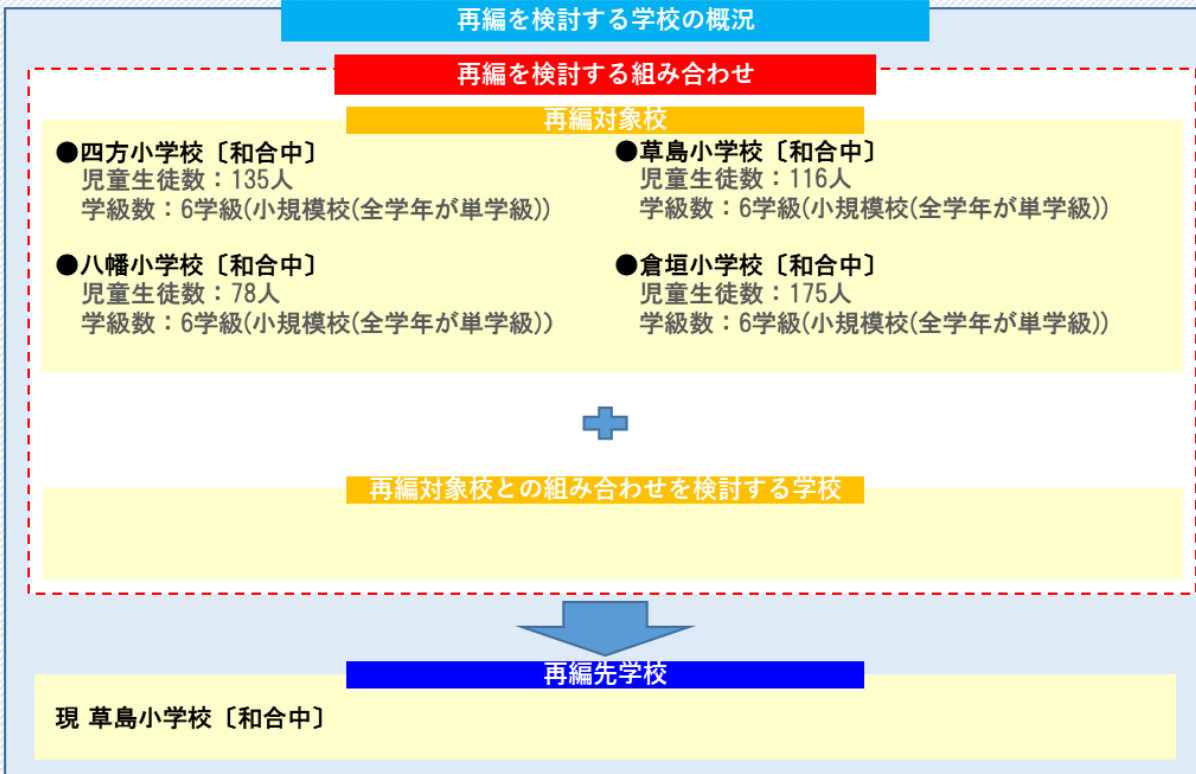 再編を検討する学校の概況
再編を検討する組み合わせ
再編対象校
●四方小学校〔和合中〕
児童生徒数：135人
学級数：6学級(小規模校(全学年が単学級))
●草島小学校〔和合中〕
児童生徒数：116人
学級数：6学級(小規模校(全学年が単学級))
●八幡小学校〔和合中〕
児童生徒数：78人
学級数：6学級(小規模校(全学年が単学級))
●倉垣小学校〔和合中〕
児童生徒数：175人
学級数：6学級(小規模校(全学年が単学級))
再編対象校との組み合わせを検討する学校
再編先学校
現 草島小学校〔和合中〕